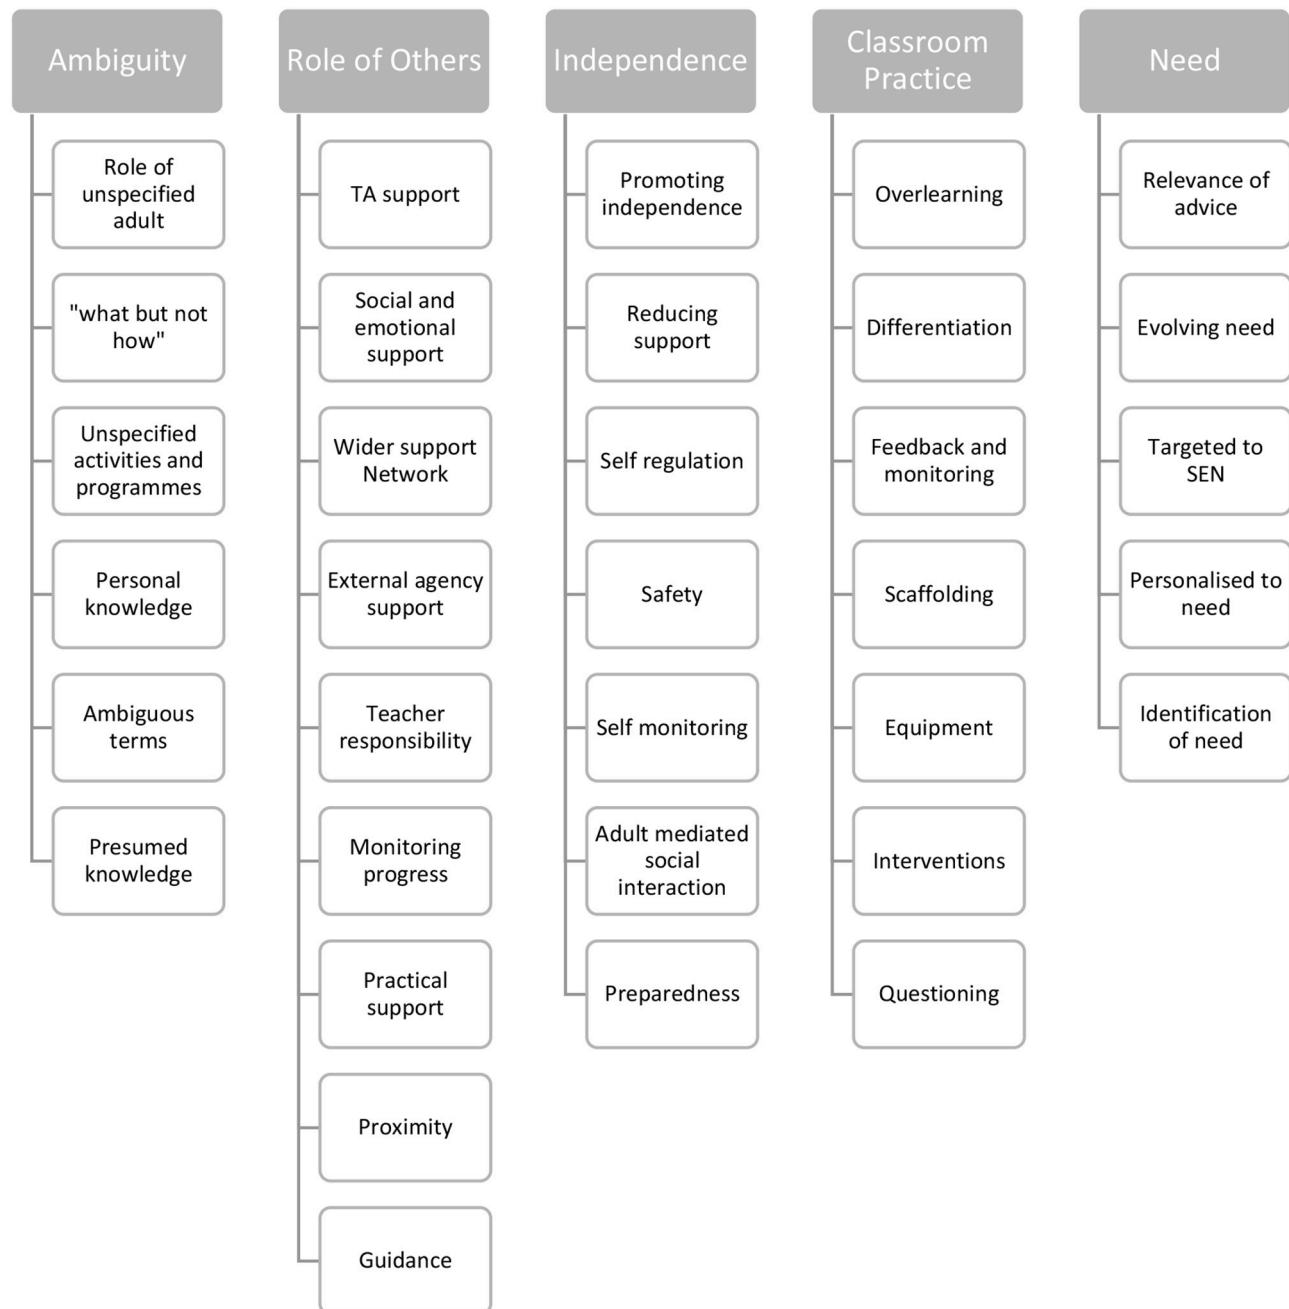 Ambiguity
Role of
unspecified
adult
"what but not
how"
Unspecified
activities and
programmes
Personal
knowledge
Ambiguous
terms
Presumed
knowledge
Role of Others
TA support
Social and
emotional
support
Wider support
Network
External agency
support
Teacher
responsibility
Monitoring
progress
Practical
support
Proximity
Guidance
Independence
Promoting
independence
Reducing
support
Self regulation
Safety
Self monitoring
Adult mediated
social
interaction
Preparedness
Classroom
Practice
Overlearning
Differentiation
Feedback and
monitoring
Scaffolding
Equipment
Interventions
Questioning
Need
Relevance of
advice
Evolving need
Targeted to
SEN
Personalised to
need
Identification
of need